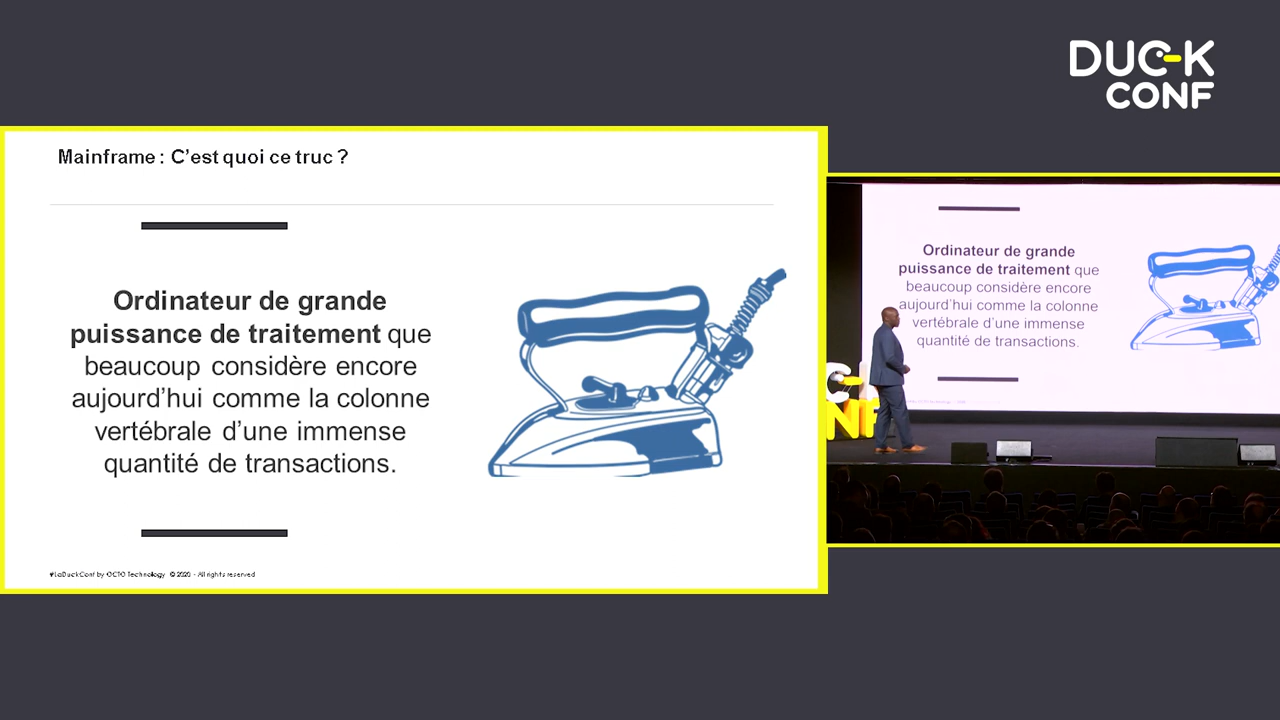 DUCK
CONF
Mainframe : C'est quoi ce truc ?
Ordinateur de grande
puissance de traitement que
beaucoup considère encore
aujourd'hui comme la colonne
vertébrale d'une immense
quantité de transactions.
#LaDuckConf by OCTO Technology © 2020 - All rights reserved
Ordinateur de grande
puissance de traitement que
beaucoup considère encore
aujourd'hui comme la colonne
vertébrale d'une immense
quantité de transactions.